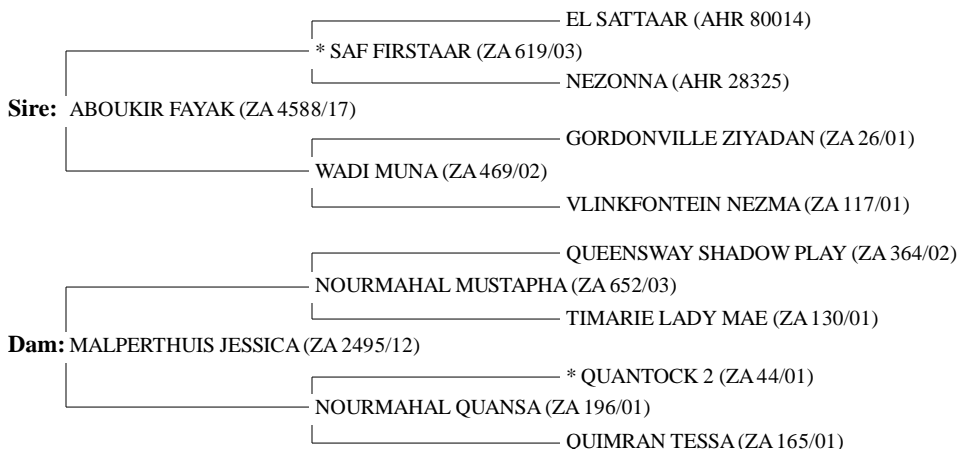 EL SATTAAR (AHR 80014)
* SAF FIRSTAAR (ZA 619/03)
NEZONNA (AHR 28325)
Sire: ABOUKIR FAYAK (ZA 4588/17)
GORDONVILLE ZIYADAN (ZA 26/01)
WADI MUNA (ZA 469/02)
VLINKFONTEIN NEZMA (ZA 117/01)
QUEENSWAY SHADOW PLAY (ZA 364/02)
NOURMAHAL MUSTAPHA (ZA 652/03)
TIMARIE LADY MAE (ZA 130/01)
Dam: MALPERTHUIS JESSICA (ZA 2495/12)
* QUANTOCK 2 (ZA 44/01)
NOURMAHAL QUANSA (ZA 196/01)
QUIMRAN TESSA (ZA 165/01)